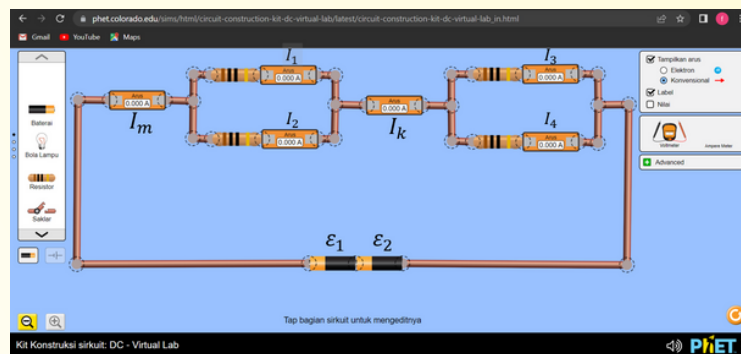 phet.colorado.edu/sims/html/circuit-construction-kit-dc-virtual-lab/latest/circuit-construction-kit-dc-virtual-lab_in.html
Gmail YouTube Maps
I₁ I₃
Arus
0.000 A
Arus
0.000 A
Arus
0.000 A
Arus
0.000 A
Iₘ Iₖ
I₂ I₄
Arus
0.000 A
Arus
0.000 A
Baterai
Bola Lampu
Resistor
Saklar
Tampilkan arus
Elektron
Konvensional
Label
Nilai
Voltmeter Ampere Meter
Advanced
ε₁ ε₂
Tap bagian sirkuit untuk mengeditnya
Kit Konstruksi sirkuit: DC - Virtual Lab
PhET